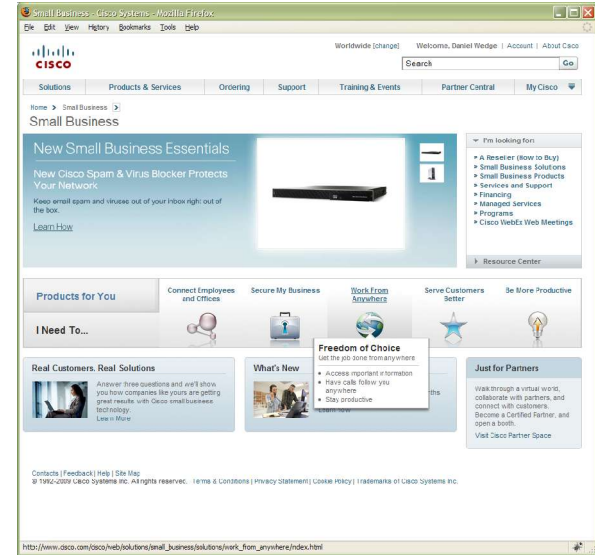 Small Business - Cisco Systems - Mozilla Firefox
File Edit View History Bookmarks Tools Help
Worldwide [change] Welcome, Daniel Wedge | Account | About Cisco
CISCO
Search Go
Solutions Products & Services Ordering Support Training & Events Partner Central My Cisco
Home > Small Business >
Small Business
New Small Business Essentials
New Cisco Spam & Virus Blocker Protects
Your Network
Keep email spam and viruses out of your inbox right out of
the box.
Learn How
I'm looking for:
A Reseller (How to Buy)
Small Business Solutions
Small Business Products
Services and Support
Financing
Managed Services
Programs
Cisco WebEx Web Meetings
Resource Center
Products for You
I Need To...
Connect Employees
and Offices
Secure My Business
Work From
Anywhere
Serve Customers
Better
Be More Productive
Freedom of Choice
Get the job done from anywhere
Access important information
Have calls follow you
anywhere
Stay productive
Real Customers. Real Solutions
Answer three questions and we'll show
you how companies like yours are getting
great results with Cisco small business
technology.
Learn More
What's New
ths
Learn How
Just for Partners
Walk through a virtual world,
collaborate with partners, and
connect with customers.
Become a Certified Partner, and
open a booth.
Visit Cisco Partner Space
Contacts | Feedback | Help | Site Map
© 1992-2009 Cisco Systems Inc. All rights reserved. Terms & Conditions | Privacy Statement | Cookie Policy | Trademarks of Cisco Systems Inc.
http://www.cisco.com/cisco/web/solutions/small_business/solutions/work_from_anywhere/index.html